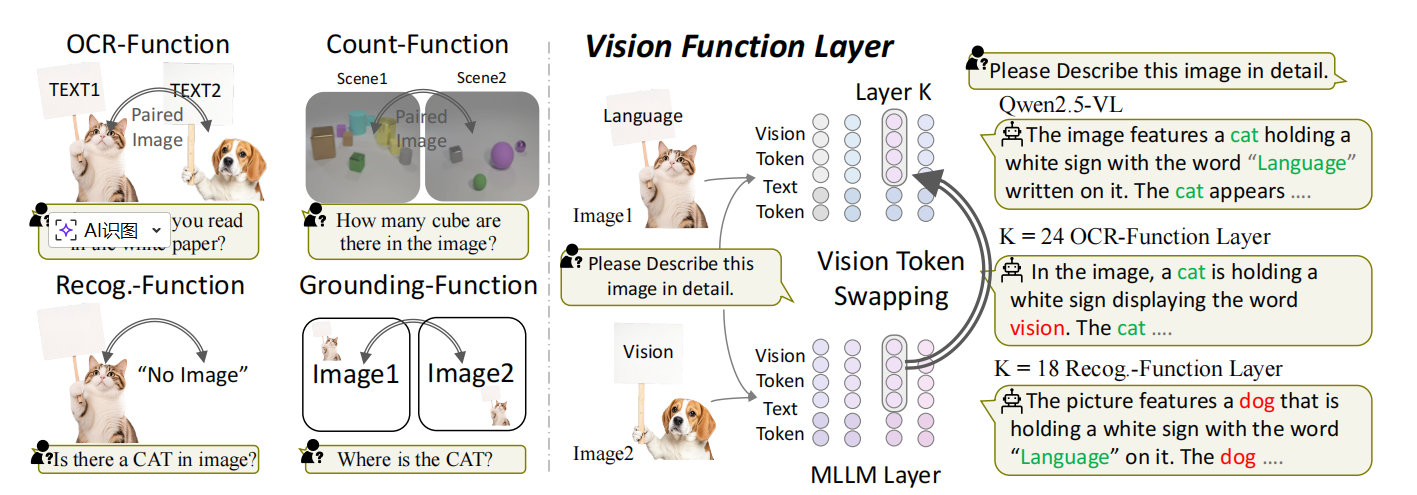 OCR-Function
TEXT1
TEXT2
Paired
Image
you read
paper?
AI识图
Count-Function
Scene1
Scene2
Paired
Image
How many cube are
there in the image?
Recog.-Function
“No Image”
Is there a CAT in image?
Grounding-Function
Image1
Image2
Where is the CAT?
Vision Function Layer
Language
Image1
Layer K
Vision
Token
Text
Token
Please Describe this
image in detail.
Vision Token
Swapping
Vision
Image2
Vision
Token
Text
Token
MLLM Layer
Please Describe this image in detail.
Qwen2.5-VL
The image features a cat holding a
white sign with the word “Language”
written on it. The cat appears ....
K = 24 OCR-Function Layer
In the image, a cat is holding a
white sign displaying the word
vision. The cat ....
K = 18 Recog.-Function Layer
The picture features a dog that is
holding a white sign with the word
“Language” on it. The dog ....